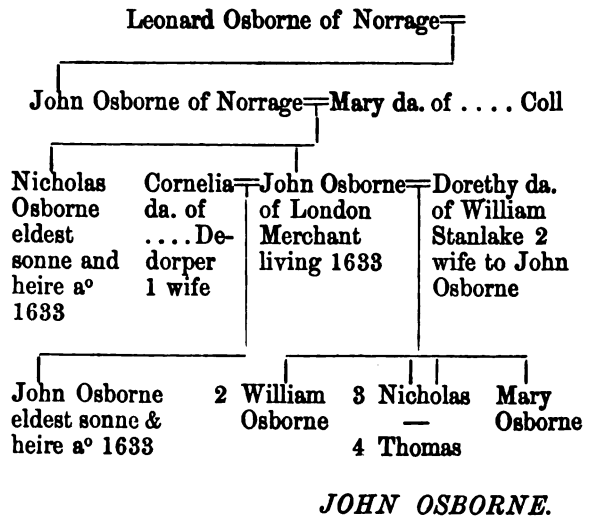 Leonard Osborne of Norrage
John Osborne of Norrage Mary da. of .... Coll
Nicholas
Osborne
eldest
sonne and
heire aº
1633
Cornelia
da. of
....De-
dorper
1 wife
John Osborne
of London
Merchant
living 1633
Dorethy da.
of William
Stanlake 2
wife to John
Osborne
John Osborne
eldest sonne &
heire aº 1633
2 William
Osborne
3 Nicholas
—
4 Thomas
Mary
Osborne
JOHN OSBORNE.